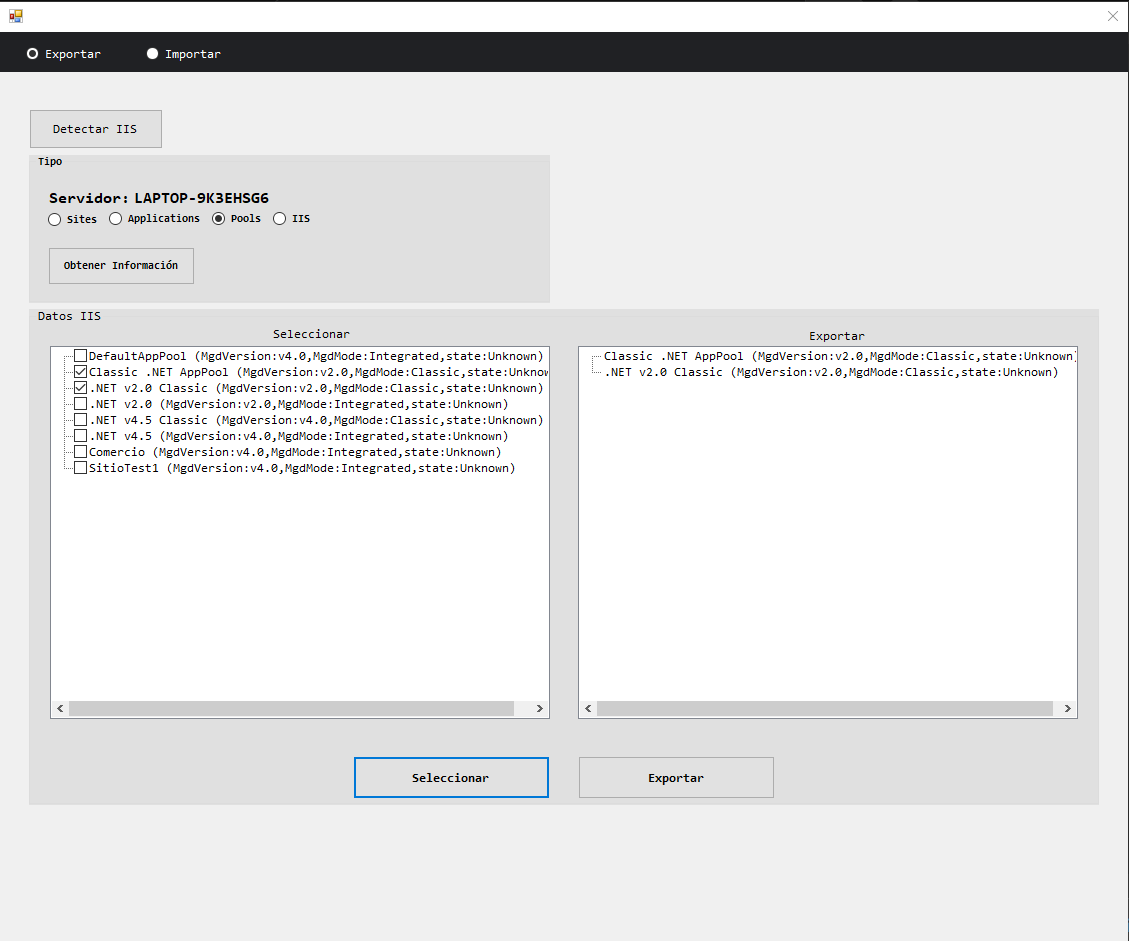 Exportar Importar
Detectar IIS
Tipo
Servidor: LAPTOP-9K3EHSG6
Sites Applications Pools IIS
Obtener Información
Datos IIS
Seleccionar
DefaultAppPool (MgdVersion:v4.0,MgdMode:Integrated,state:Unknown)
Classic .NET AppPool (MgdVersion:v2.0,MgdMode:Classic,state:Unknow
.NET v2.0 Classic (MgdVersion:v2.0,MgdMode:Classic,state:Unknown)
.NET v2.0 (MgdVersion:v2.0,MgdMode:Integrated,state:Unknown)
.NET v4.5 Classic (MgdVersion:v4.0,MgdMode:Classic,state:Unknown)
.NET v4.5 (MgdVersion:v4.0,MgdMode:Integrated,state:Unknown)
Comercio (MgdVersion:v4.0,MgdMode:Integrated,state:Unknown)
SitioTest1 (MgdVersion:v4.0,MgdMode:Integrated,state:Unknown)
Exportar
Classic .NET AppPool (MgdVersion:v2.0,MgdMode:Classic,state:Unknown)
.NET v2.0 Classic (MgdVersion:v2.0,MgdMode:Classic,state:Unknown)
Seleccionar
Exportar